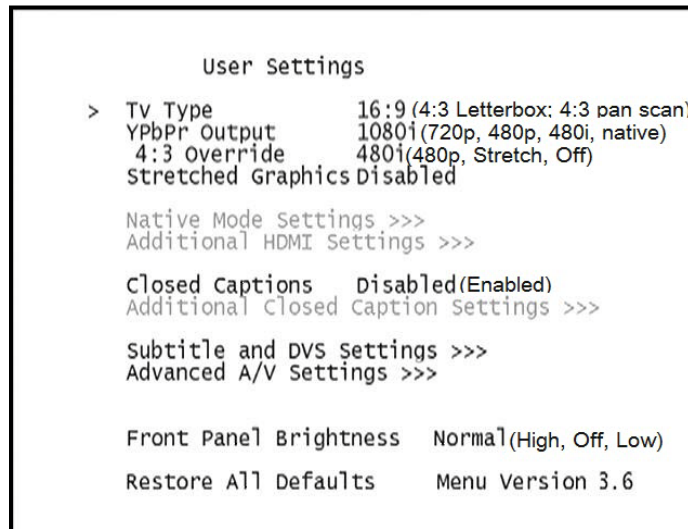 User Settings
> TV Type 16:9 (4:3 Letterbox; 4:3 pan scan)
YPbPr Output 1080i (720p, 480p, 480i, native)
4:3 Override 480i (480p, Stretch, Off)
Stretched Graphics Disabled
Native Mode Settings >>>
Additional HDMI Settings >>>
Closed Captions Disabled (Enabled)
Additional Closed Caption Settings >>>
Subtitle and DVS Settings >>>
Advanced A/V Settings >>>
Front Panel Brightness Normal (High, Off, Low)
Restore All Defaults Menu Version 3.6